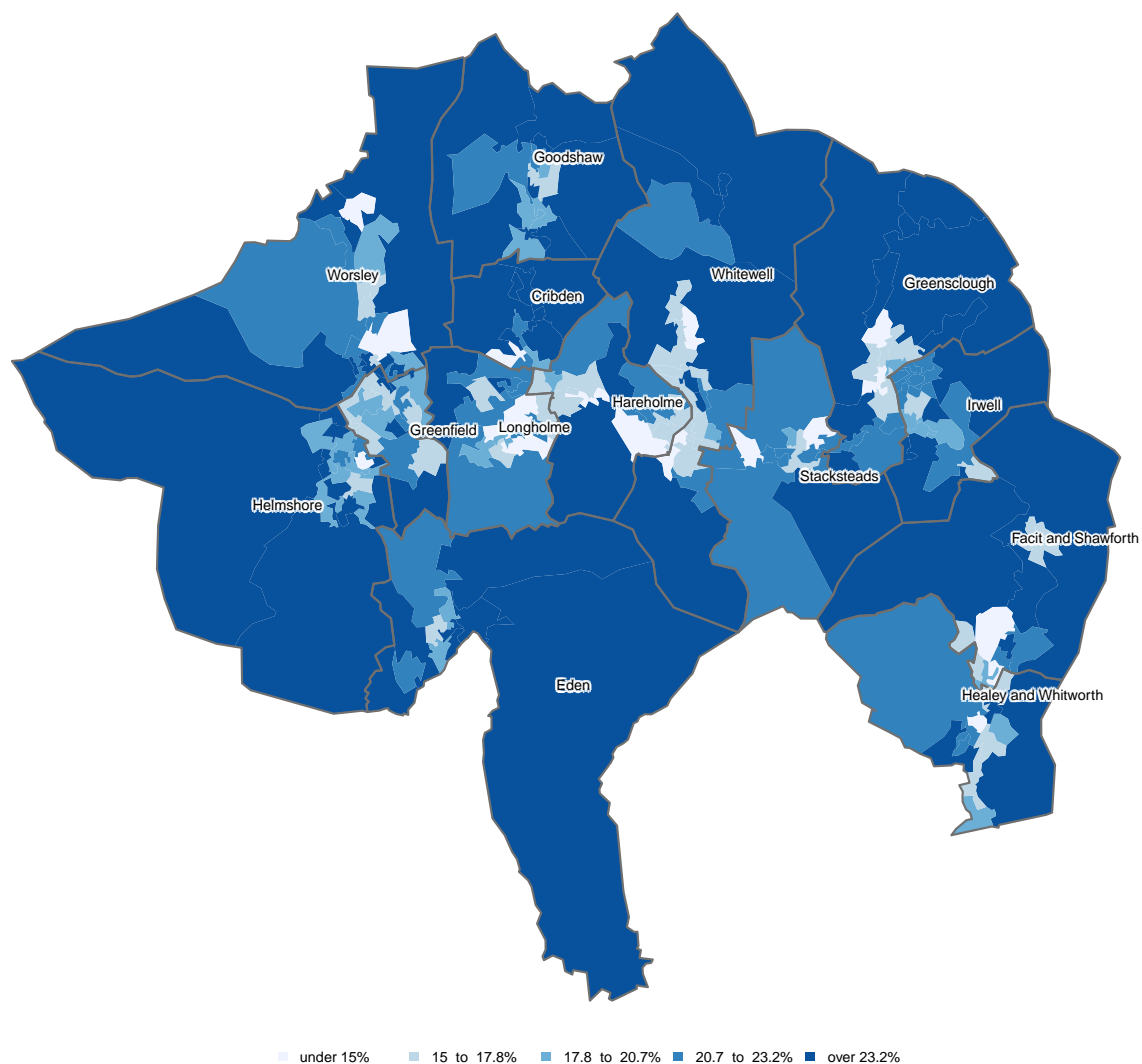 Goodshaw
Worsley
Whitewell
Greensclough
Cribden
Hareholme
Irwell
Greenfield
Longholme
Stacksteads
Helmshore
Facit and Shawforth
Eden
Healey and Whitworth
under 15% 15 to 17.8% 17.8 to 20.7% 20.7 to 23.2% over 23.2%